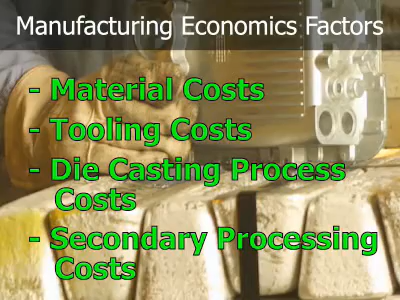 Manufacturing Economics Factors
- Material Costs
- Tooling Costs
- Die Casting Process
Costs
- Secondary Processing
Costs